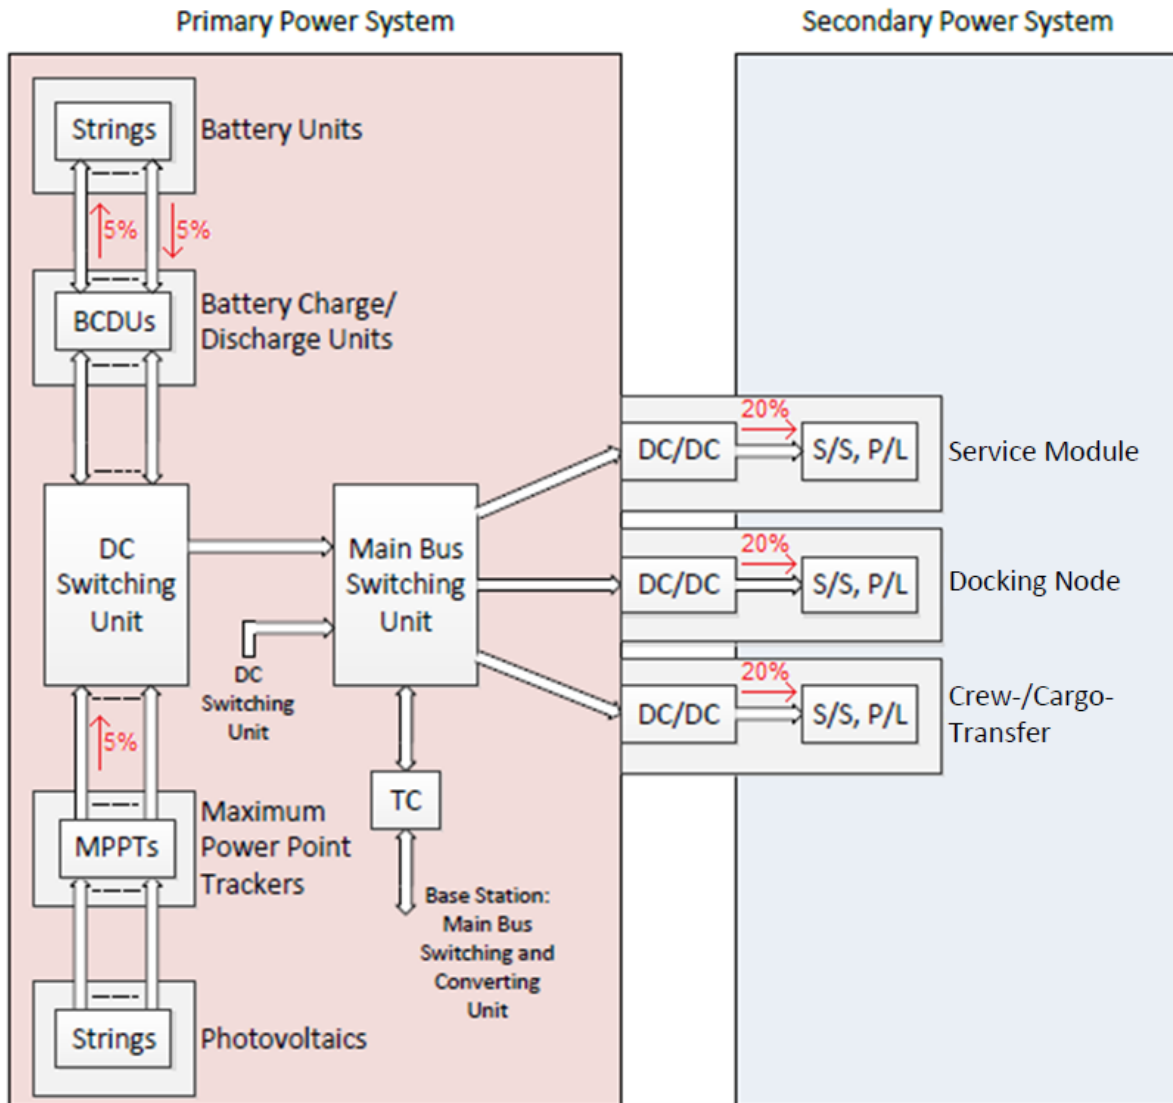 Primary Power System
Secondary Power System
Strings
Battery Units
5%
5%
BCDUs
Battery Charge/
Discharge Units
20%
DC/DC
S/S, P/L
Service Module
DC
Switching
Unit
Main Bus
Switching
Unit
20%
DC/DC
S/S, P/L
Docking Node
DC
Switching
Unit
20%
DC/DC
S/S, P/L
Crew-/Cargo-
Transfer
5%
TC
MPPTs
Maximum
Power Point
Trackers
Base Station:
Main Bus
Switching and
Converting
Unit
Strings
Photovoltaics